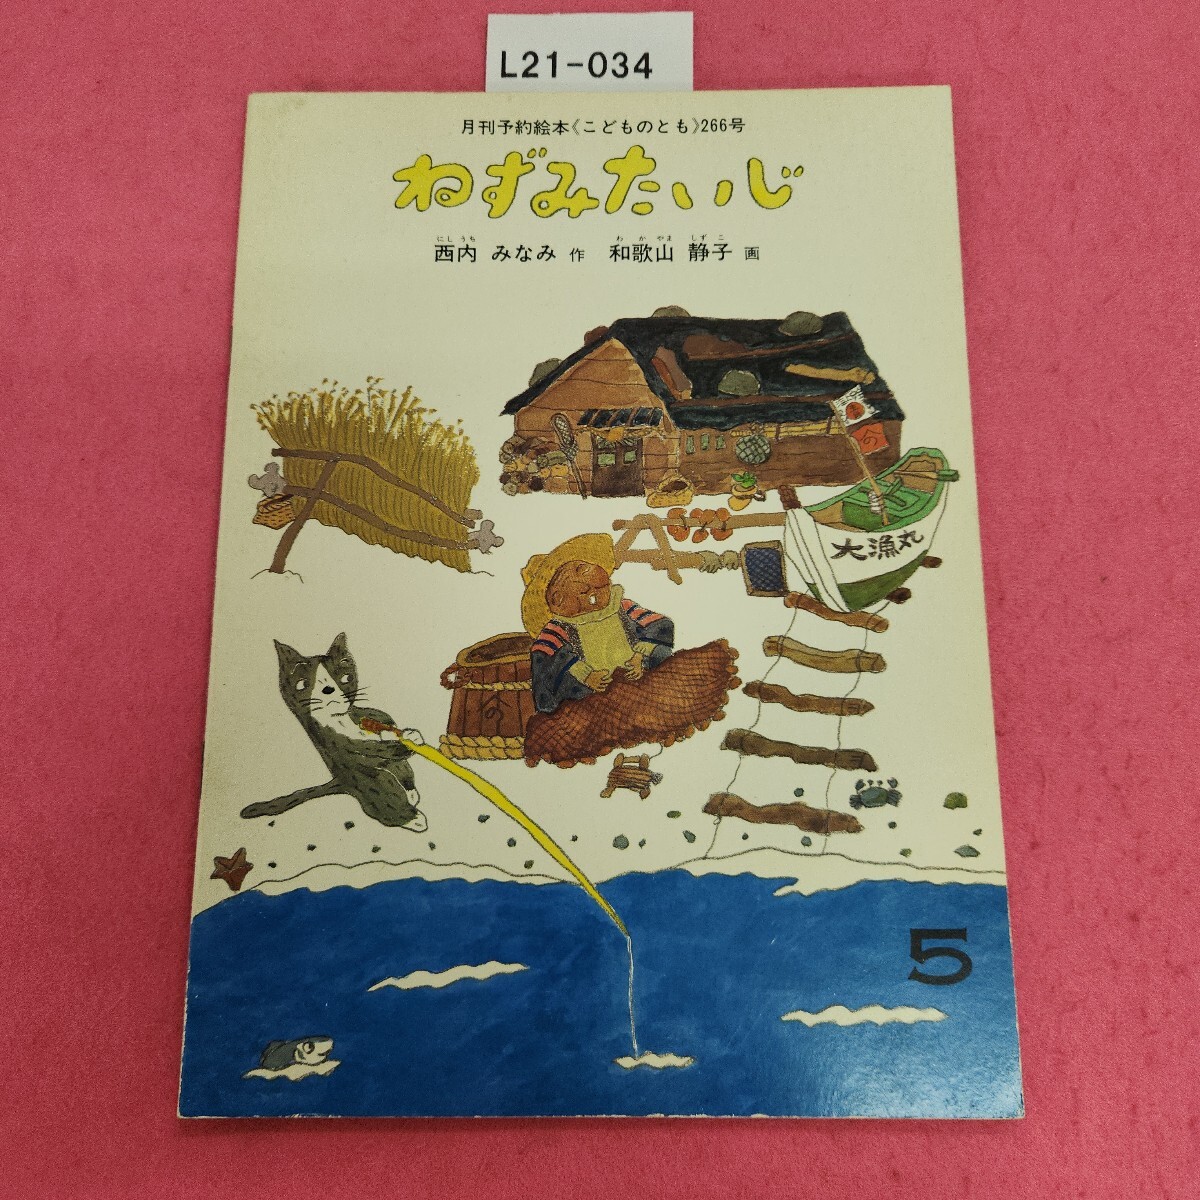 L21-034
月刊予約絵本《こどものとも》266号
ねずみたいじ
にしうち わかやま しずこ
西内 みなみ 作 和歌山 静子 画
大漁丸
5